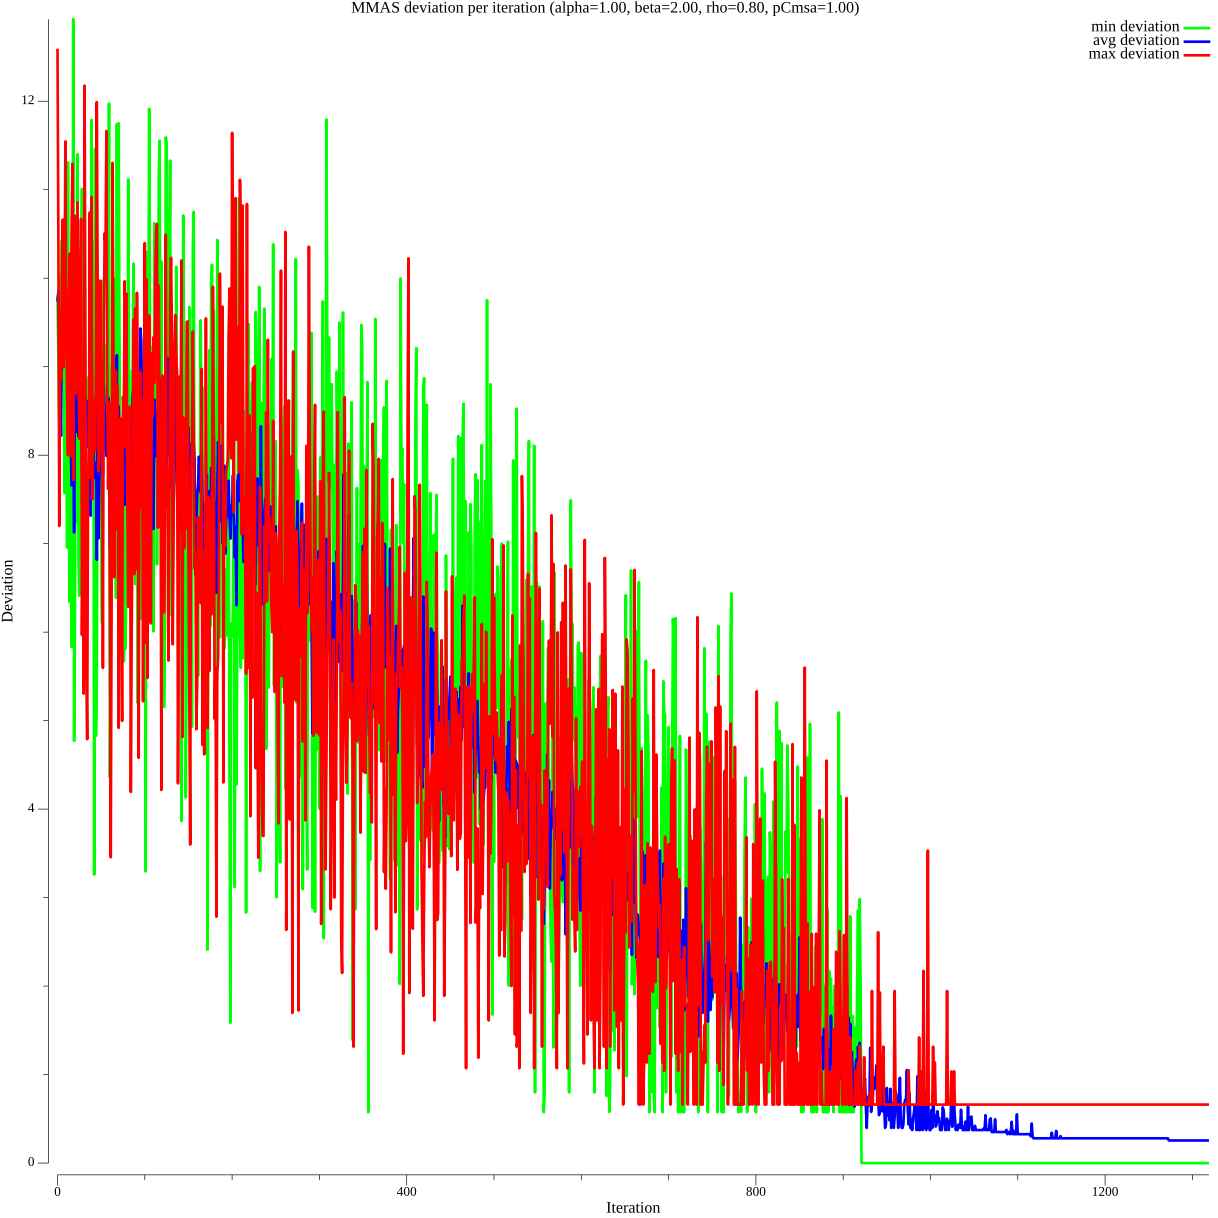 MMAS deviation per iteration (alpha=1.00, beta=2.00, rho=0.80, pCmsa=1.00)
min deviation
avg deviation
max deviation
12
8
4
0
Deviation
0 400 800 1200
Iteration